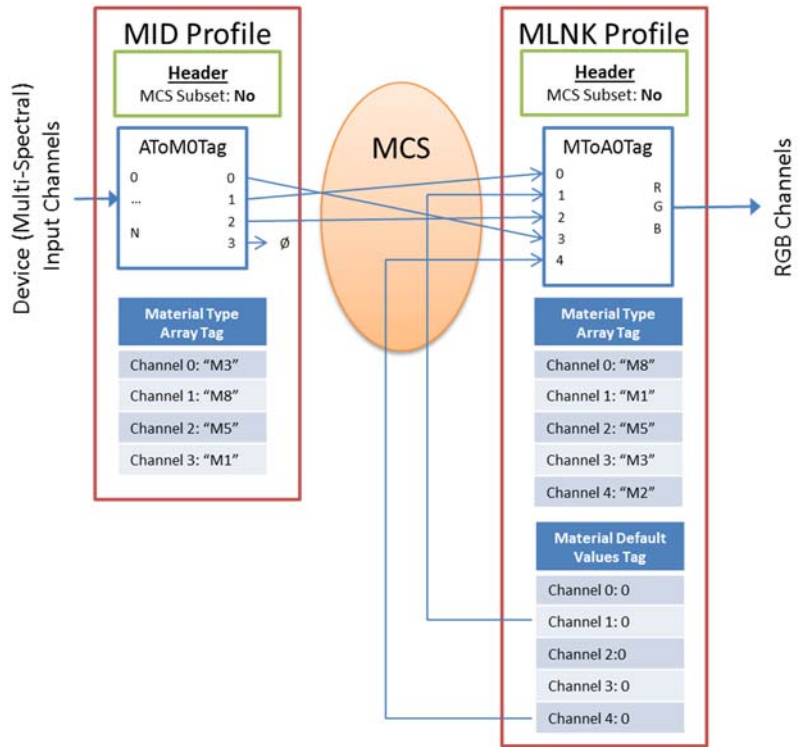 MID Profile
Header
MCS Subset: No
AToM0Tag
0
...
N
0
1
2
3
Ø
Material Type
Array Tag
Channel 0: “M3”
Channel 1: “M8”
Channel 2: “M5”
Channel 3: “M1”
Device (Multi-Spectral)
Input Channels
MCS
MLNK Profile
Header
MCS Subset: No
MToA0Tag
0
1
2
3
4
R
G
B
RGB Channels
Material Type
Array Tag
Channel 0: “M8”
Channel 1: “M1”
Channel 2: “M5”
Channel 3: “M3”
Channel 4: “M2”
Material Default
Values Tag
Channel 0: 0
Channel 1: 0
Channel 2:0
Channel 3: 0
Channel 4: 0